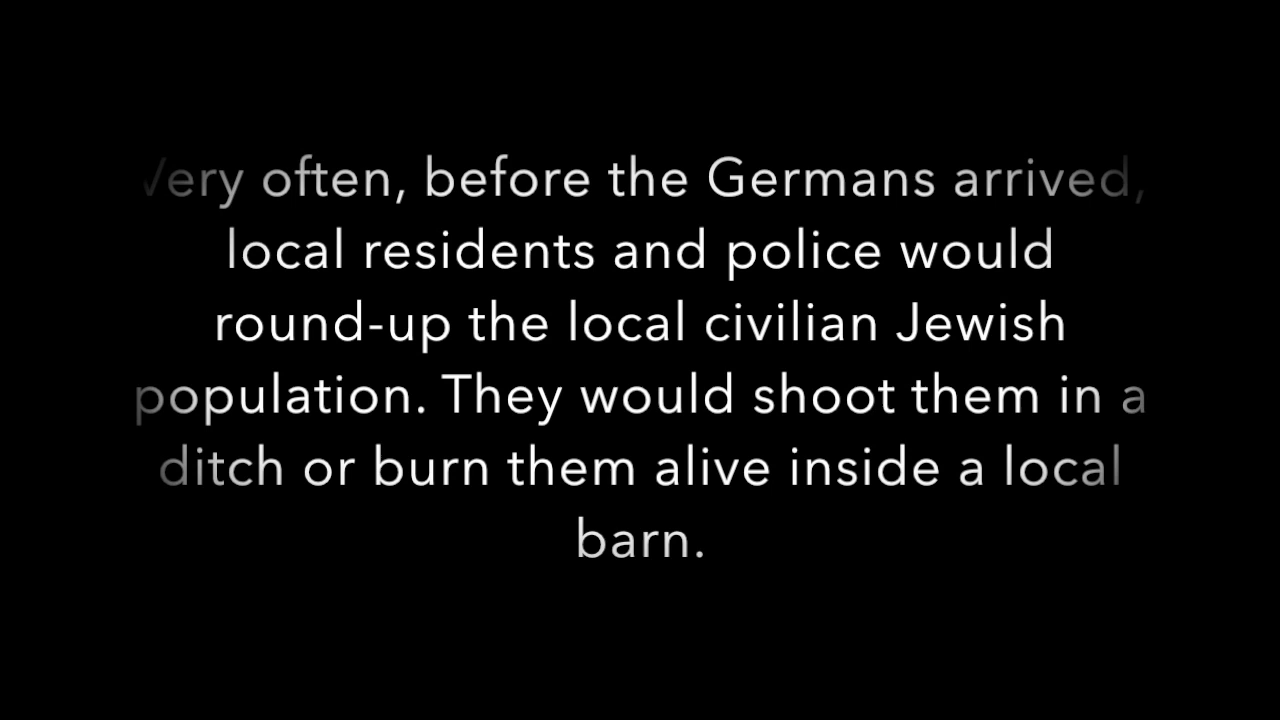 Very often, before the Germans arrived,
local residents and police would
round-up the local civilian Jewish
population. They would shoot them in a
ditch or burn them alive inside a local
barn.